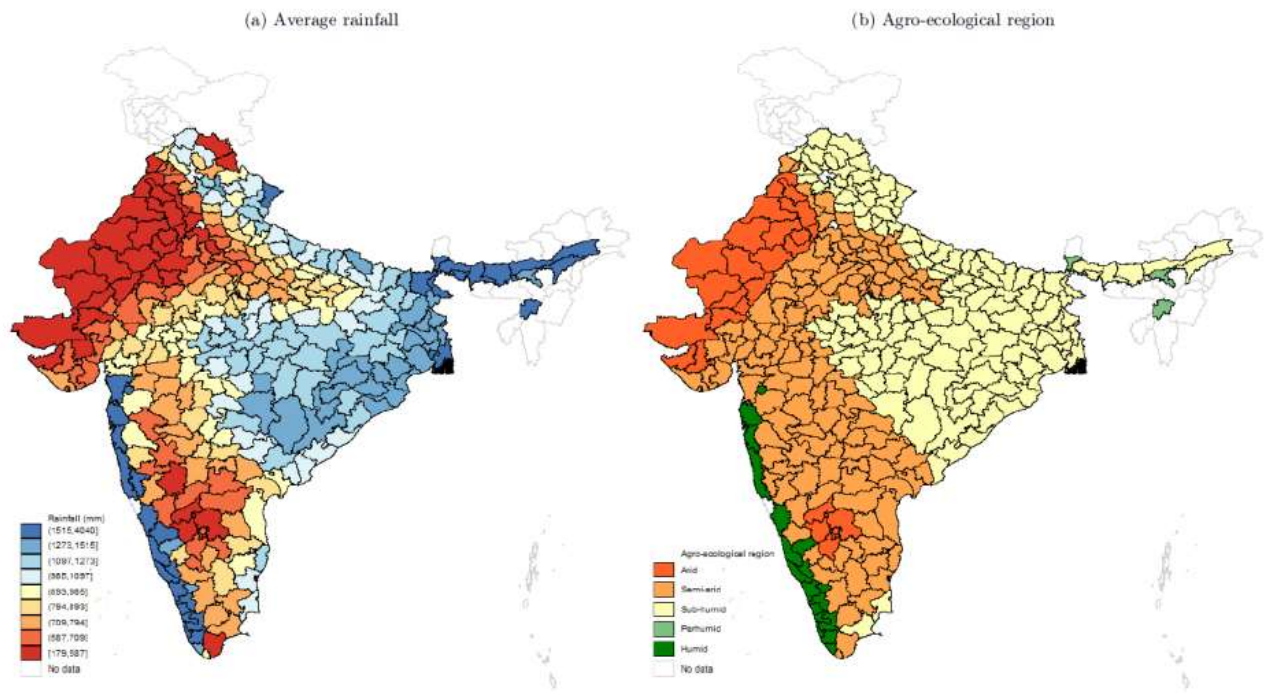 (a) Average rainfall
(b) Agro-ecological region
Rainfall (mm)
(1515,4040]
(1273,1515]
(1097,1273]
(985,1097]
(893,985]
(794,893]
(709,794]
(587,709]
[179,587]
No data
Agro-ecological region
Arid
Semi-arid
Sub-humid
Perhumid
Humid
No data